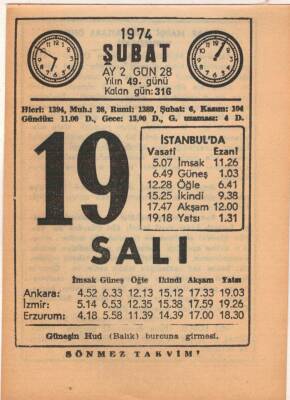 1974
ŞUBAT
AY 2 GÜN 28
Yılın 49. günü
Kalan gün: 316
Hicri: 1394, Muh.: 26, Rumi: 1389, Şubat: 6, Kasım: 104
Gündüz: 11.00 D., Gece: 13.00 D., G. uzaması: 4 D.
19
İSTANBUL'DA
Vasati Ezani
5.07 İmsak 11.26
6.49 Güneş 1.03
12.28 Öğle 6.41
15.25 İkindi 9.38
17.47 Akşam 12.00
19.18 Yatsı 1.31
SALI
İmsak Güneş Öğle İkindi Akşam Yatsı
Ankara: 4.52 6.33 12.13 15.12 17.33 19.03
İzmir: 5.14 6.53 12.35 15.38 17.59 19.26
Erzurum: 4.18 5.58 11.39 14.39 17.00 18.30
Güneşin Hud (Balık) burcuna girmesi.
SÖNMEZ TAKVİM'